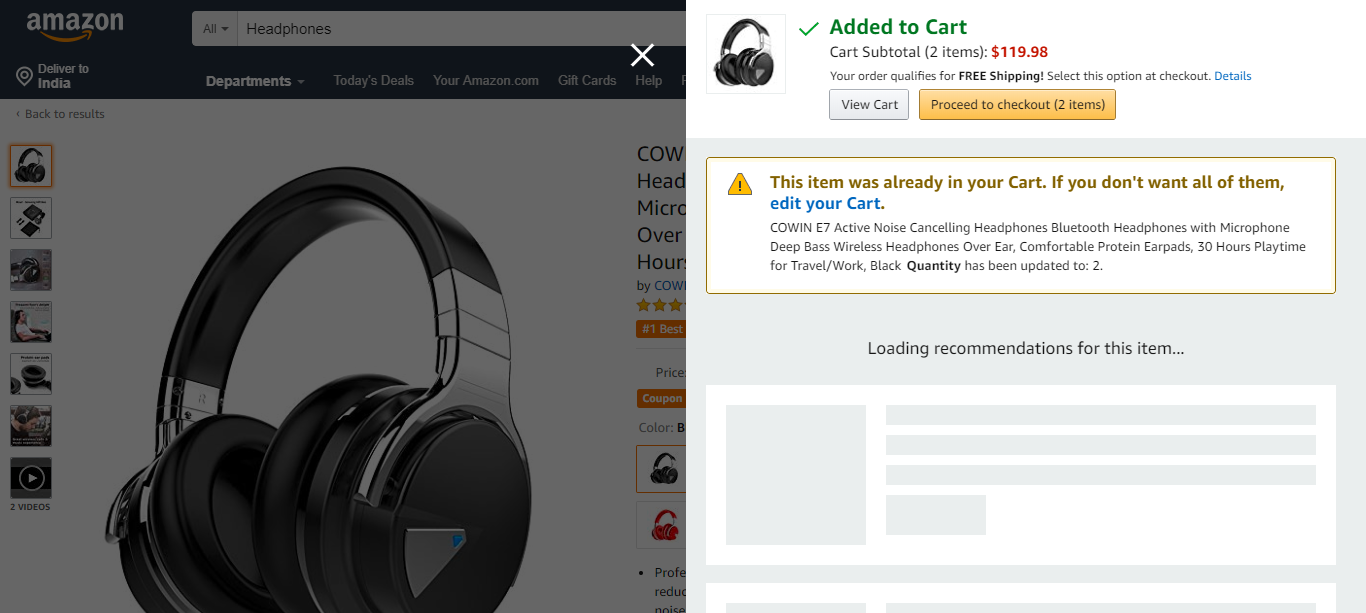 amazon
All
Headphones
Deliver to
India
Departments
Today's Deals
Your Amazon.com
Gift Cards
Help
‹ Back to results
2 VIDEOS
COW
Head
Micro
Over
Hours
by COWI
#1 Best
Price:
Coupon
Color: B
Profe
reduc
noise
Added to Cart
Cart Subtotal (2 items): $119.98
Your order qualifies for FREE Shipping! Select this option at checkout. Details
View Cart
Proceed to checkout (2 items)
This item was already in your Cart. If you don't want all of them,
edit your Cart.
COWIN E7 Active Noise Cancelling Headphones Bluetooth Headphones with Microphone
Deep Bass Wireless Headphones Over Ear, Comfortable Protein Earpads, 30 Hours Playtime
for Travel/Work, Black Quantity has been updated to: 2.
Loading recommendations for this item...